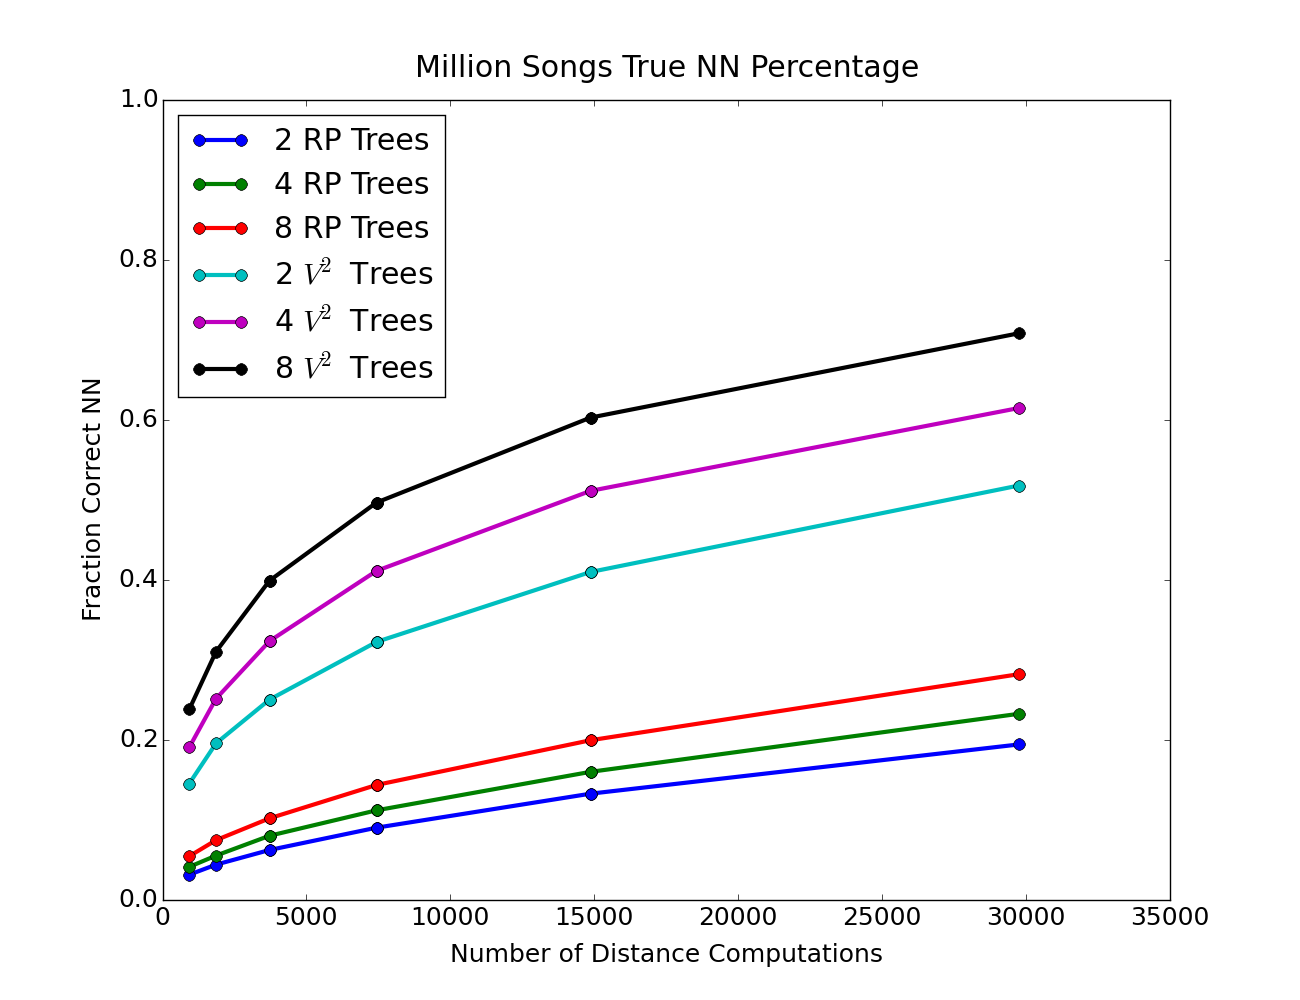 Million Songs True NN Percentage
1.0
0.8
0.6
0.4
0.2
0.0
Fraction Correct NN
2 RP Trees
4 RP Trees
8 RP Trees
2 V² Trees
4 V² Trees
8 V² Trees
0 5000 10000 15000 20000 25000 30000 35000
Number of Distance Computations